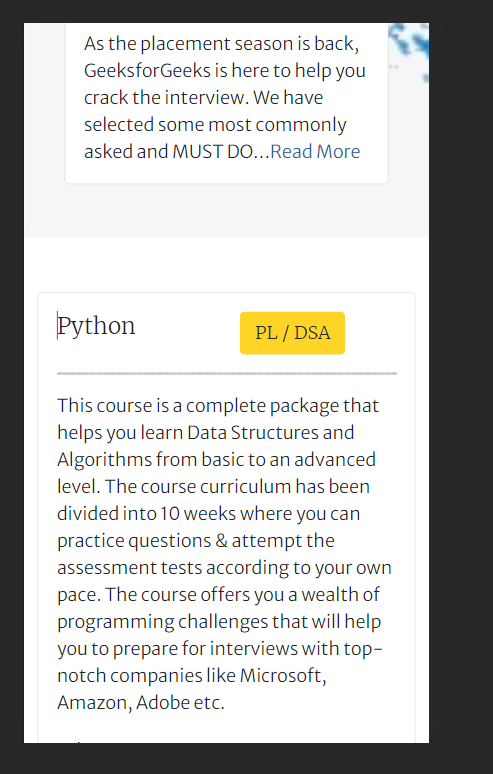 As the placement season is back,
GeeksforGeeks is here to help you
crack the interview. We have
selected some most commonly
asked and MUST DO...Read More
Python
PL / DSA
This course is a complete package that
helps you learn Data Structures and
Algorithms from basic to an advanced
level. The course curriculum has been
divided into 10 weeks where you can
practice questions & attempt the
assessment tests according to your own
pace. The course offers you a wealth of
programming challenges that will help
you to prepare for interviews with top-
notch companies like Microsoft,
Amazon, Adobe etc.